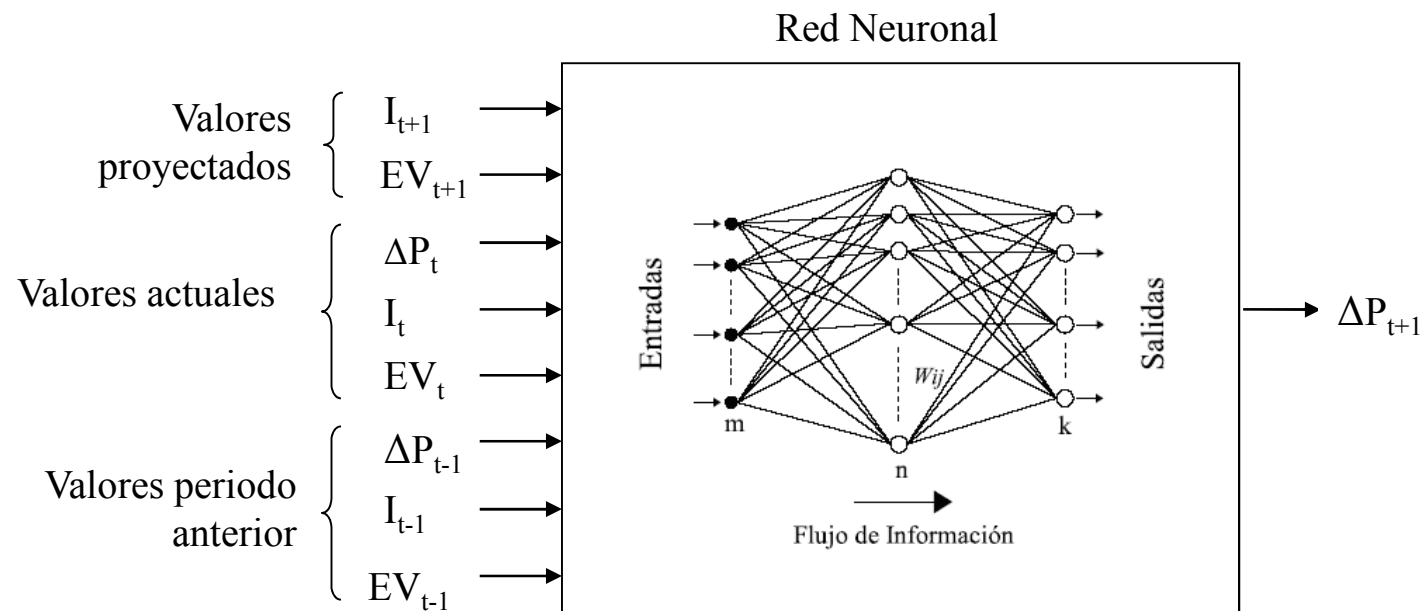 Red Neuronal
Valores
proyectados
I_{t+1}
EV_{t+1}
Valores actuales
ΔP_t
I_t
EV_t
Valores periodo
anterior
ΔP_{t-1}
I_{t-1}
EV_{t-1}
Entradas
m
Wij
n
k
Salidas
Flujo de Información
ΔP_{t+1}